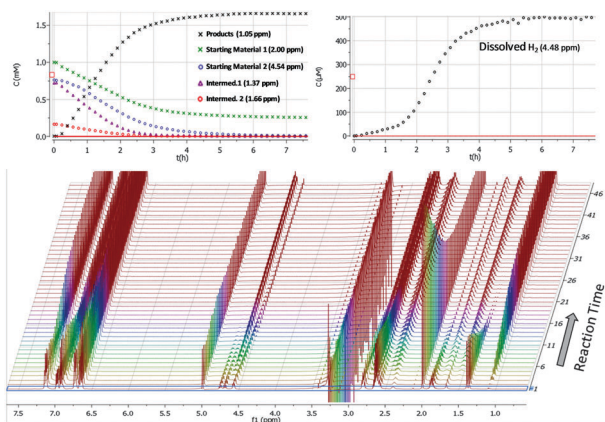 Products (1.05 ppm)
Starting Material 1 (2.00 ppm)
Starting Material 2 (4.54 ppm)
Intermed.1 (1.37 ppm)
Intermed. 2 (1.66 ppm)
C (mM)
1.5
1.0
0.5
0.0
0 1 2 3 4 5 6 7
t(h)
Dissolved H₂ (4.48 ppm)
C (µM)
500
400
300
200
100
0
0 1 2 3 4 5 6 7
t(h)
46
41
36
31
26
21
16
11
6
=1
Reaction Time
7.5 7.0 6.5 5.0 4.5 4.0 3.4 3.0 2.5 2.0 1.5 1.0
f1 (ppm)